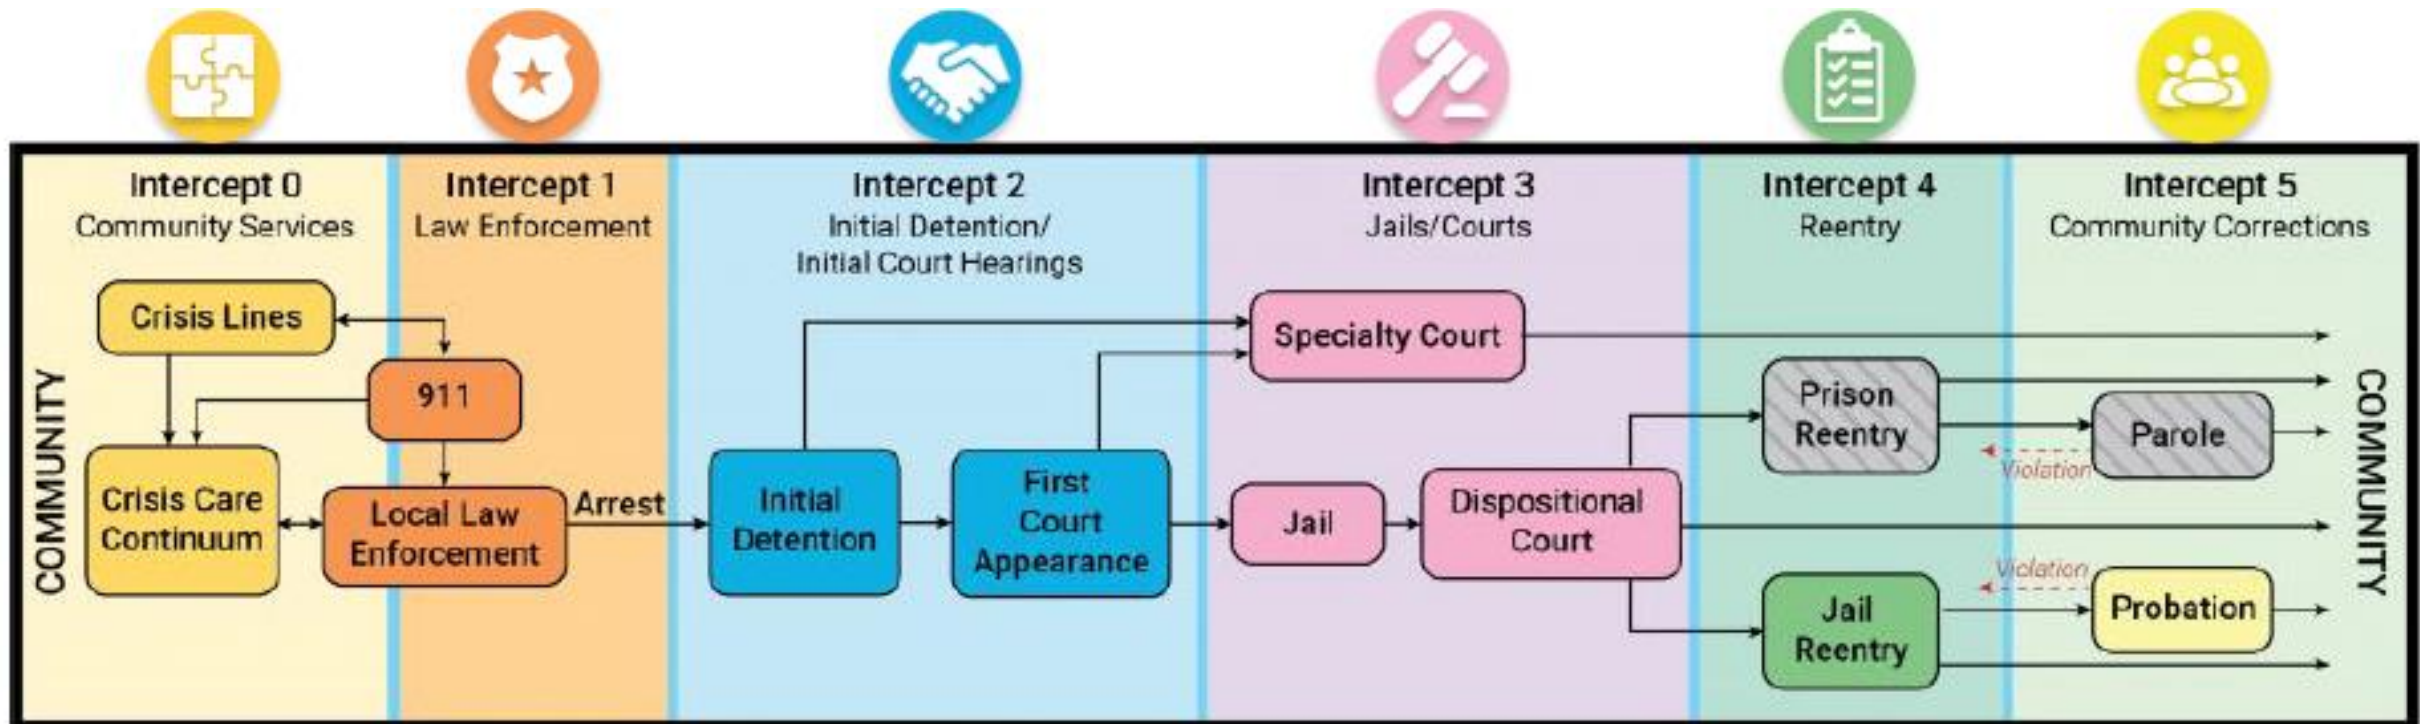 Intercept 0
Community Services
Intercept 1
Law Enforcement
Intercept 2
Initial Detention/
Initial Court Hearings
Intercept 3
Jails/Courts
Intercept 4
Reentry
Intercept 5
Community Corrections
COMMUNITY
Crisis Lines
911
Crisis Care
Continuum
Local Law
Enforcement
Arrest
Initial
Detention
First
Court
Appearance
Specialty Court
Jail
Dispositional
Court
Prison
Reentry
Parole
Violation
Violation
Jail
Reentry
Probation
COMMUNITY